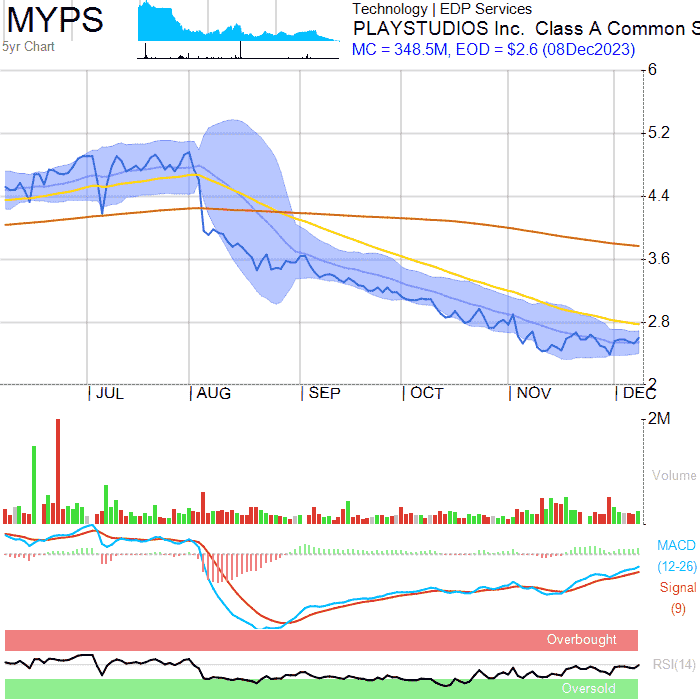 MYPS
5yr Chart
Technology | EDP Services
PLAYSTUDIOS Inc.  Class A Common S
MC = 348.5M, EOD = $2.6 (08Dec2023)
6
5.2
4.4
3.6
2.8
2
JUL AUG SEP OCT NOV DEC
2M
Volume
MACD
(12-26)
Signal
(9)
Overbought
RSI(14)
Oversold